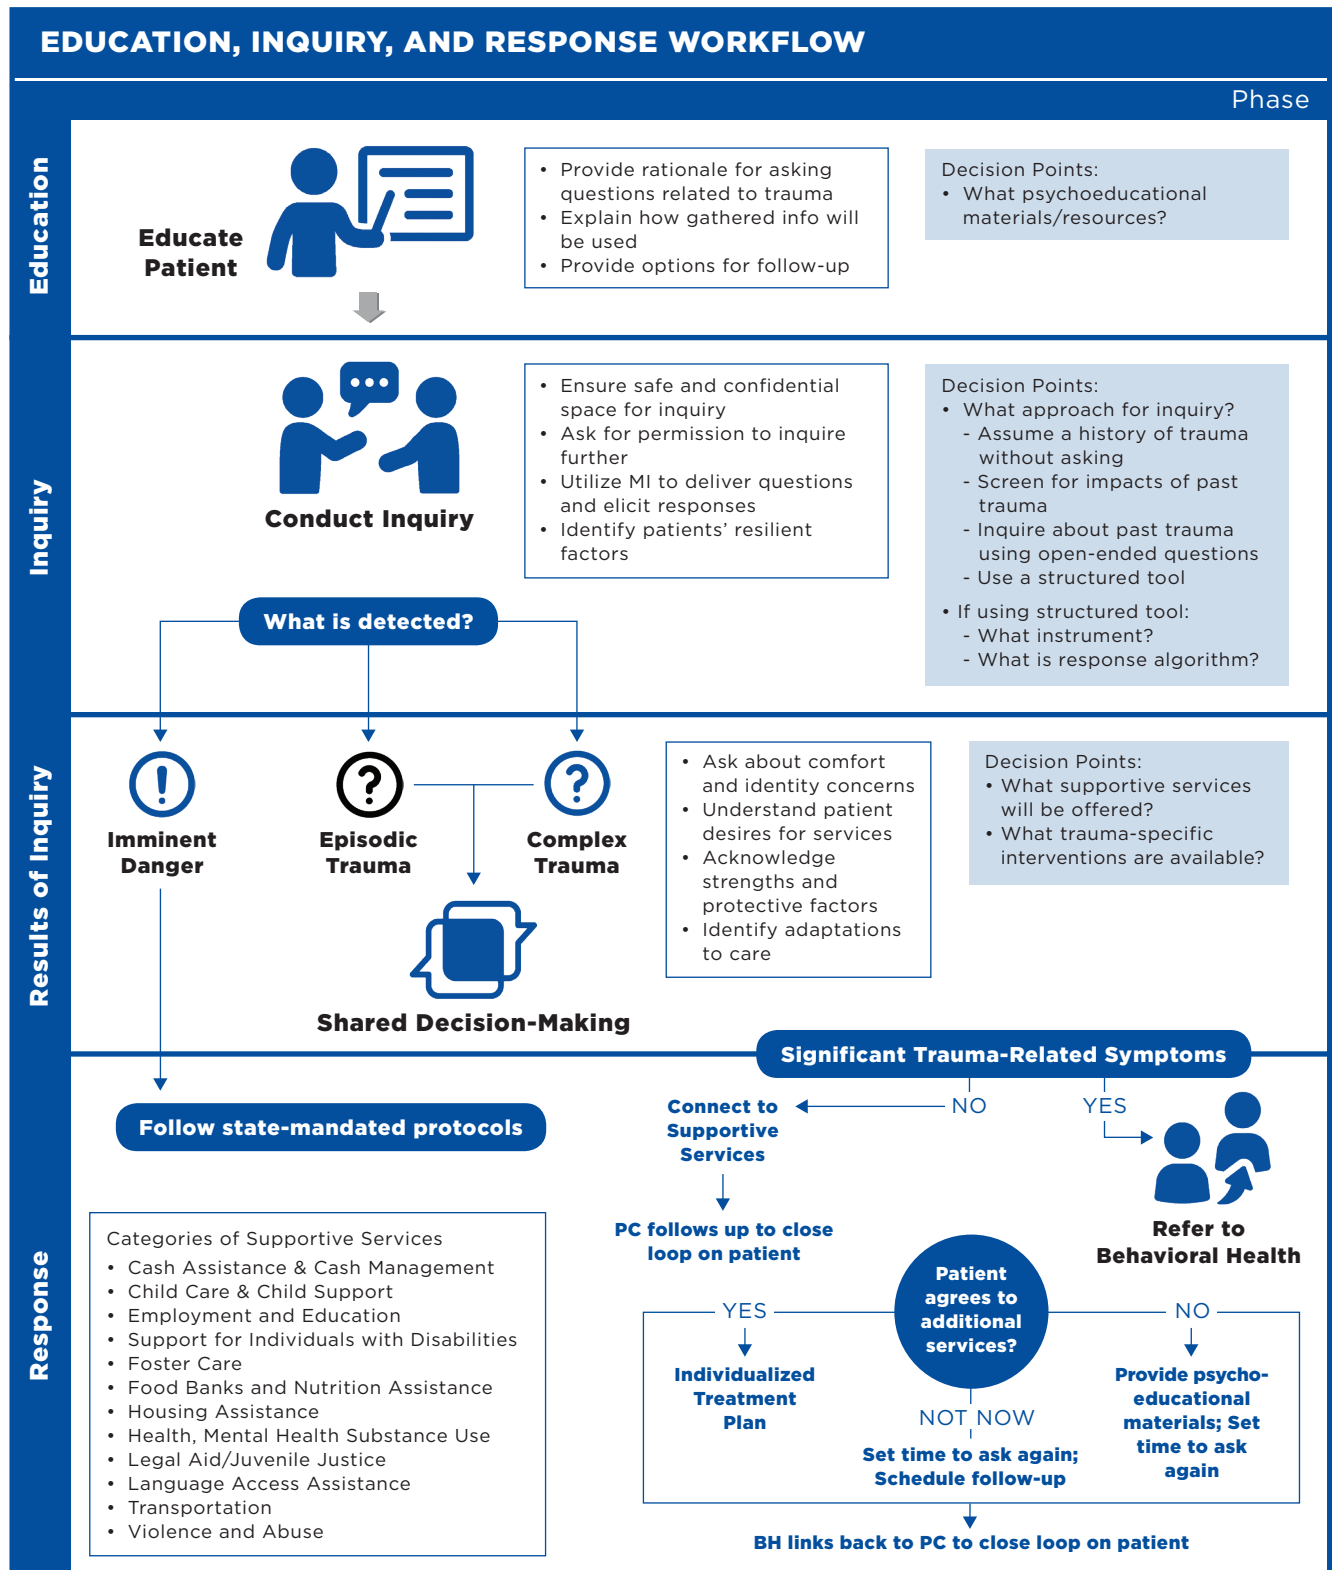 EDUCATION, INQUIRY, AND RESPONSE WORKFLOW
Phase
Education
Educate
Patient
• Provide rationale for asking
questions related to trauma
• Explain how gathered info will
be used
• Provide options for follow-up
Decision Points:
• What psychoeducational
materials/resources?
Inquiry
Conduct Inquiry
• Ensure safe and confidential
space for inquiry
• Ask for permission to inquire
further
• Utilize MI to deliver questions
and elicit responses
• Identify patients’ resilient
factors
Decision Points:
• What approach for inquiry?
- Assume a history of trauma
without asking
- Screen for impacts of past
trauma
- Inquire about past trauma
using open-ended questions
- Use a structured tool
• If using structured tool:
- What instrument?
- What is response algorithm?
What is detected?
Results of Inquiry
Imminent
Danger
Episodic
Trauma
Complex
Trauma
Shared Decision-Making
• Ask about comfort
and identity concerns
• Understand patient
desires for services
• Acknowledge
strengths and
protective factors
• Identify adaptations
to care
Decision Points:
• What supportive services
will be offered?
• What trauma-specific
interventions are available?
Response
Significant Trauma-Related Symptoms
Follow state-mandated protocols
NO
YES
Connect to
Supportive
Services
PC follows up to close
loop on patient
Refer to
Behavioral Health
Categories of Supportive Services
• Cash Assistance & Cash Management
• Child Care & Child Support
• Employment and Education
• Support for Individuals with Disabilities
• Foster Care
• Food Banks and Nutrition Assistance
• Housing Assistance
• Health, Mental Health Substance Use
• Legal Aid/Juvenile Justice
• Language Access Assistance
• Transportation
• Violence and Abuse
Patient
agrees to
additional
services?
YES
Individualized
Treatment
Plan
NOT NOW
Set time to ask again;
Schedule follow-up
NO
Provide psycho-
educational
materials; Set
time to ask
again
BH links back to PC to close loop on patient